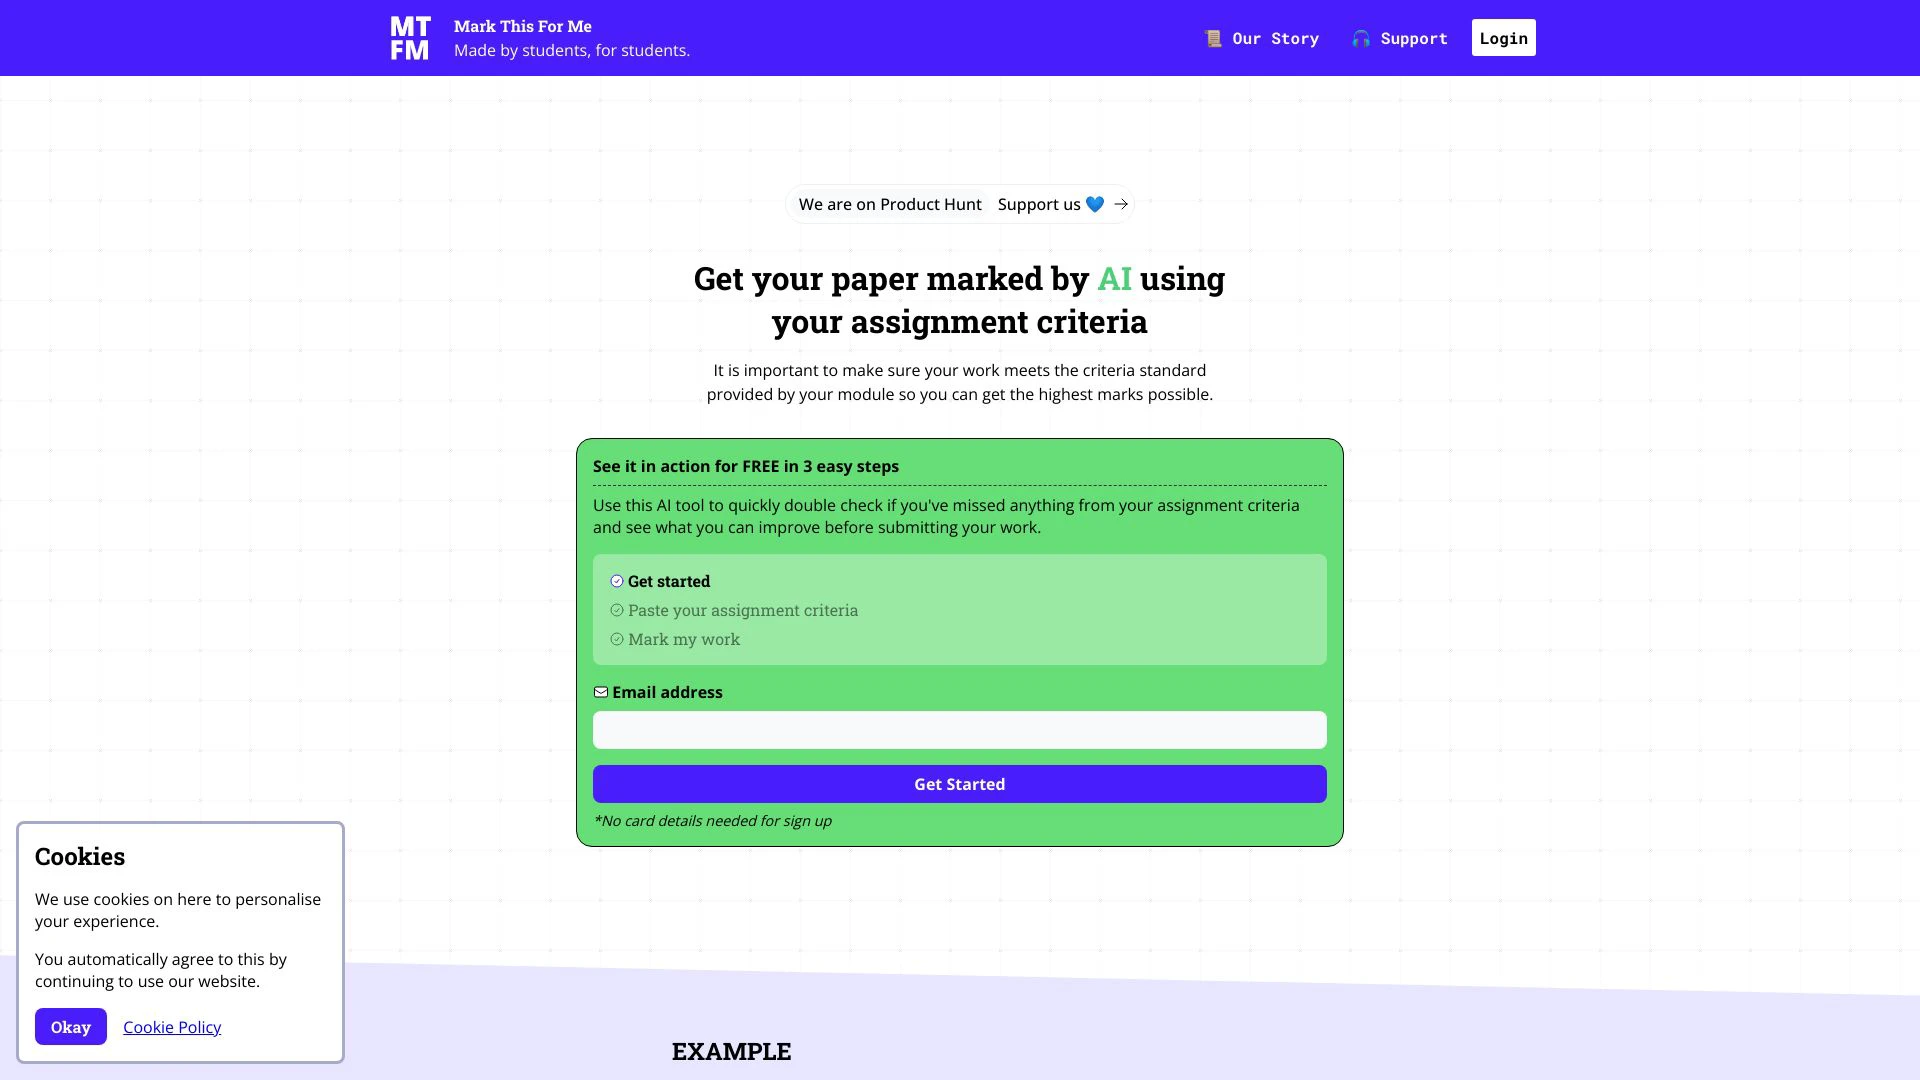 MT
FM
Mark This For Me
Made by students, for students.
📜 Our Story
🎧 Support
Login
We are on Product Hunt Support us 💙 →
Get your paper marked by AI using
your assignment criteria
It is important to make sure your work meets the criteria standard
provided by your module so you can get the highest marks possible.
See it in action for FREE in 3 easy steps
Use this AI tool to quickly double check if you've missed anything from your assignment criteria
and see what you can improve before submitting your work.
Get started
Paste your assignment criteria
Mark my work
Email address
Get Started
*No card details needed for sign up
Cookies
We use cookies on here to personalise
your experience.
You automatically agree to this by
continuing to use our website.
Okay
Cookie Policy
EXAMPLE